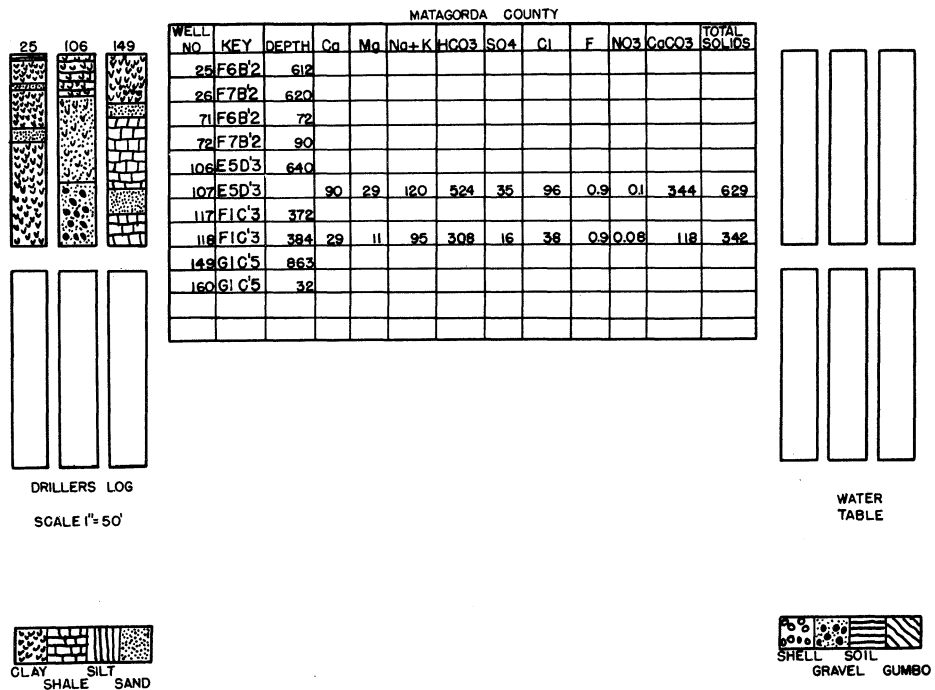 MATAGORDA COUNTY
25 106 149
WELL NO KEY DEPTH Ca Mg Na+K HCO3 SO4 Cl F NO3 CaCO3 TOTAL SOLIDS
25 F6B'2 612
26 F7B'2 620
71 F6B'2 72
72 F7B'2 90
106 E5D'3 640
107 E5D'3 90 29 120 524 35 96 0.9 0.1 344 629
117 F1C'3 372
118 F1C'3 384 29 11 95 308 16 38 0.9 0.08 118 342
149 G1C'5 863
160 G1C'5 32
DRILLERS LOG
SCALE 1"=50'
WATER
TABLE
CLAY SHALE SILT SAND
SHELL GRAVEL SOIL GUMBO